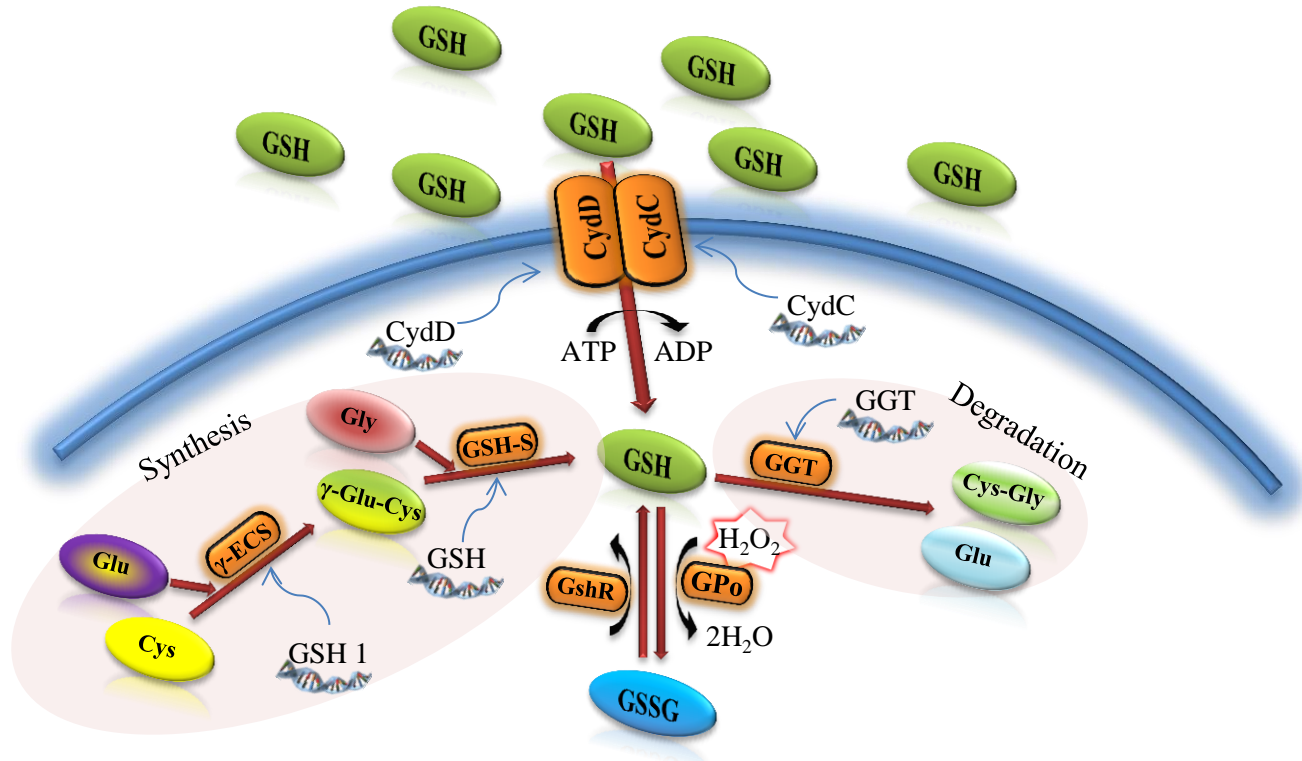 GSH
GSH
GSH
GSH
GSH
GSH
GSH
CydD
CydC
CydD
CydC
ATP
ADP
Synthesis
Degradation
Gly
GSH-S
γ-Glu-Cys
GSH
γ-ECS
Glu
Cys
GSH 1
GSH
GGT
GGT
Cys-Gly
Glu
H₂O₂
GshR
GPo
2H₂O
GSSG